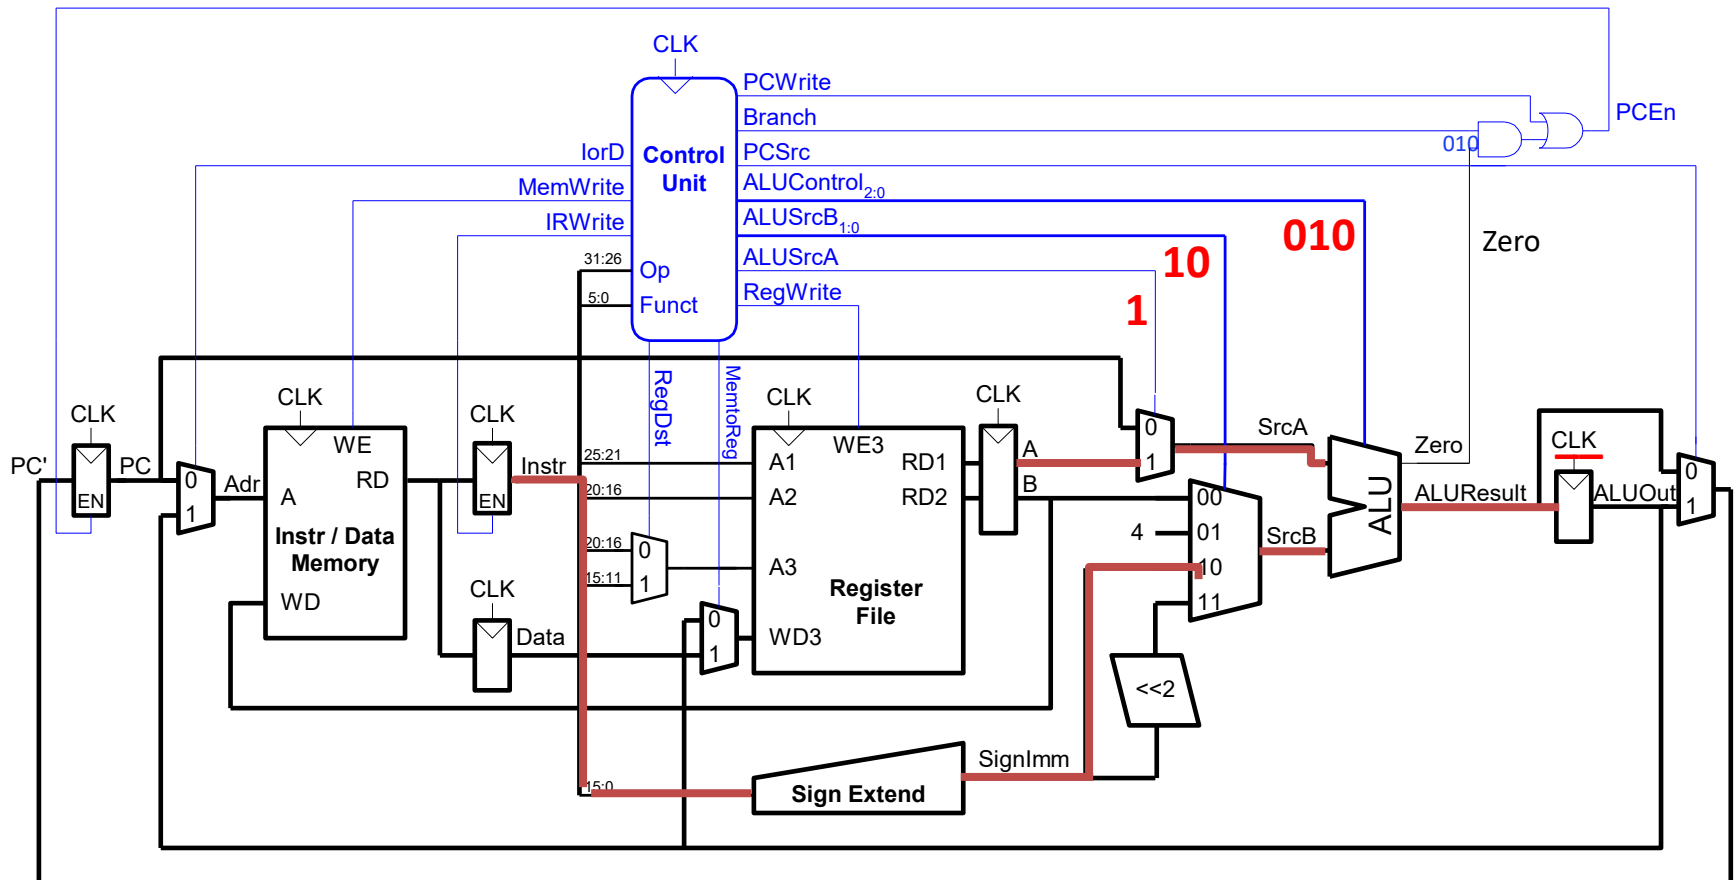 CLK
PCWrite
Branch
PCEn
010
IorD
Control
Unit
PCSrc
MemWrite
ALUControl2:0
IRWrite
ALUSrcB1:0
010
Zero
31:26
Op
ALUSrcA
10
5:0
Funct
RegWrite
1
RegDst
MemtoReg
CLK
CLK
CLK
CLK
CLK
CLK
PC'
PC
EN
0
1
Adr
WE
A
RD
Instr / Data
Memory
WD
EN
Instr
25:21
20:16
20:16
15:11
0
1
A1
A2
A3
WD3
WE3
RD1
RD2
Register
File
A
B
0
1
SrcA
00
01
10
11
4
SrcB
ALU
Zero
ALUResult
CLK
ALUOut
0
1
CLK
Data
0
1
<<2
SignImm
15:0
Sign Extend